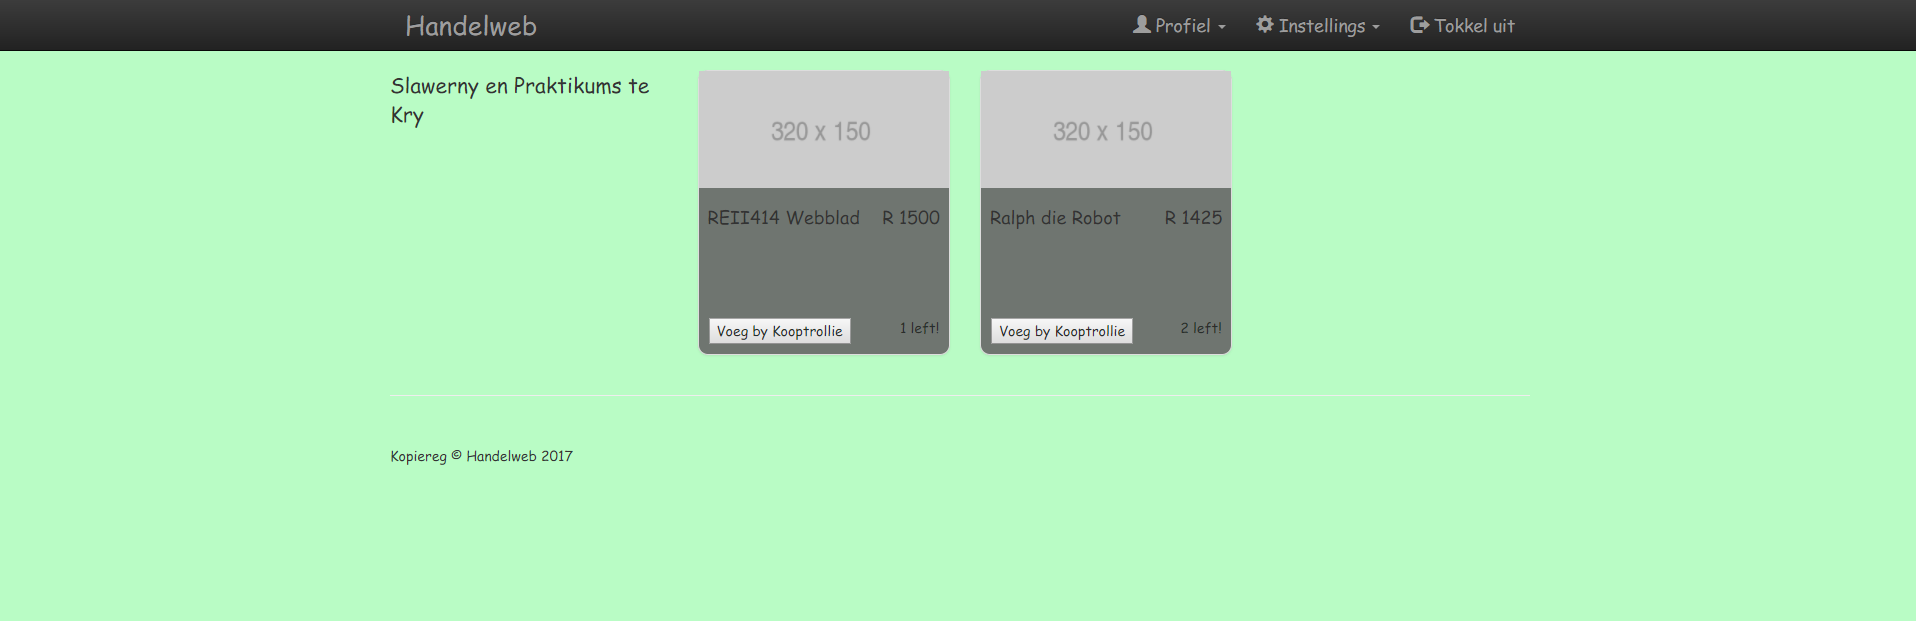 Handelweb
Profiel
Instellings
Tokkel uit
Slawerny en Praktikums te
Kry
320 x 150
REII414 Webblad R 1500
Voeg by Kooptrollie 1 left!
320 x 150
Ralph die Robot R 1425
Voeg by Kooptrollie 2 left!
Kopiereg © Handelweb 2017